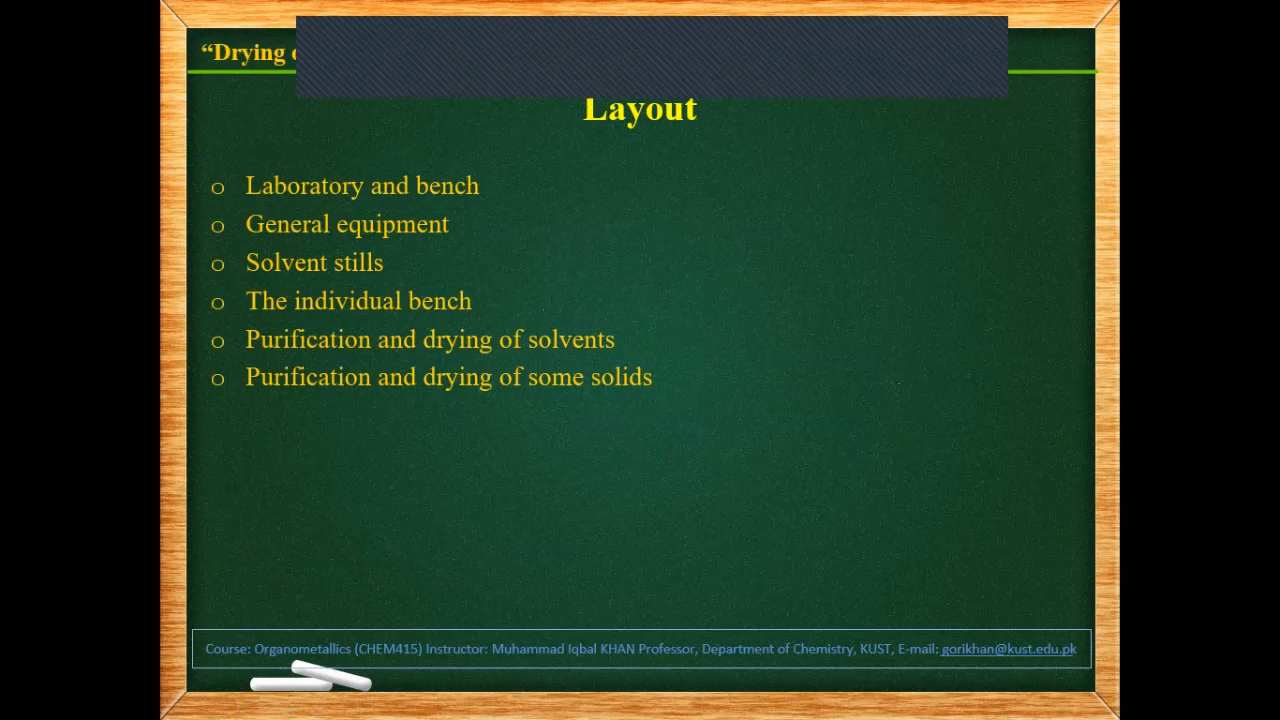 “Drying
Layout
o Laboratory and bench
o General equipment
o Solvent stills
o The individual bench
o Purification and drying of solvents
o Purification and drying of some solids
Course: Organometallics (CHEM415) Instructor: Muhammad Iqbal KHAN Professor, Department of Chemistry, KUST, E-mail: gorikhan@kust.edu.pk